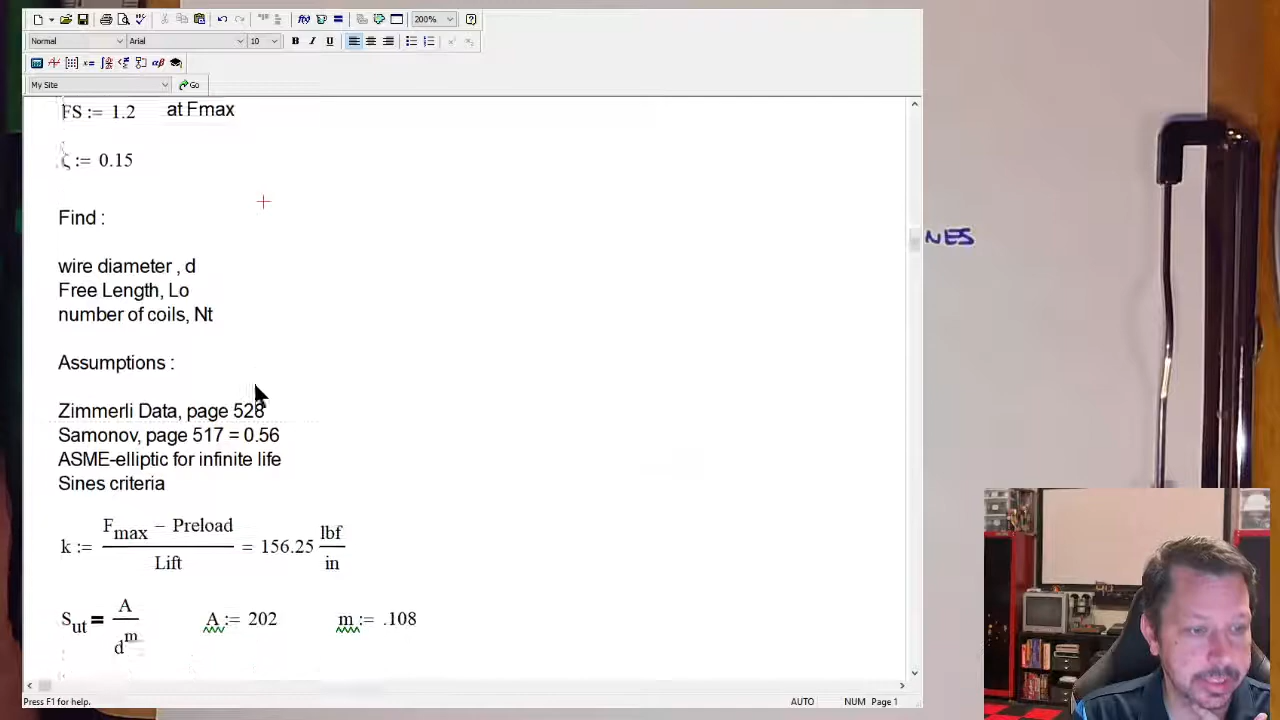 200%
Normal Arial 10 B I U
My Site Go
FS := 1.2 at Fmax
ζ := 0.15
Find :
wire diameter , d
Free Length, Lo
number of coils, Nt
Assumptions :
Zimmerli Data, page 528
Samonov, page 517 = 0.56
ASME-elliptic for infinite life
Sines criteria
k := (Fmax − Preload) / Lift = 156.25 lbf / in
Sut = A / d^m A := 202 m := .108
Press F1 for help. AUTO NUM Page 1
NES